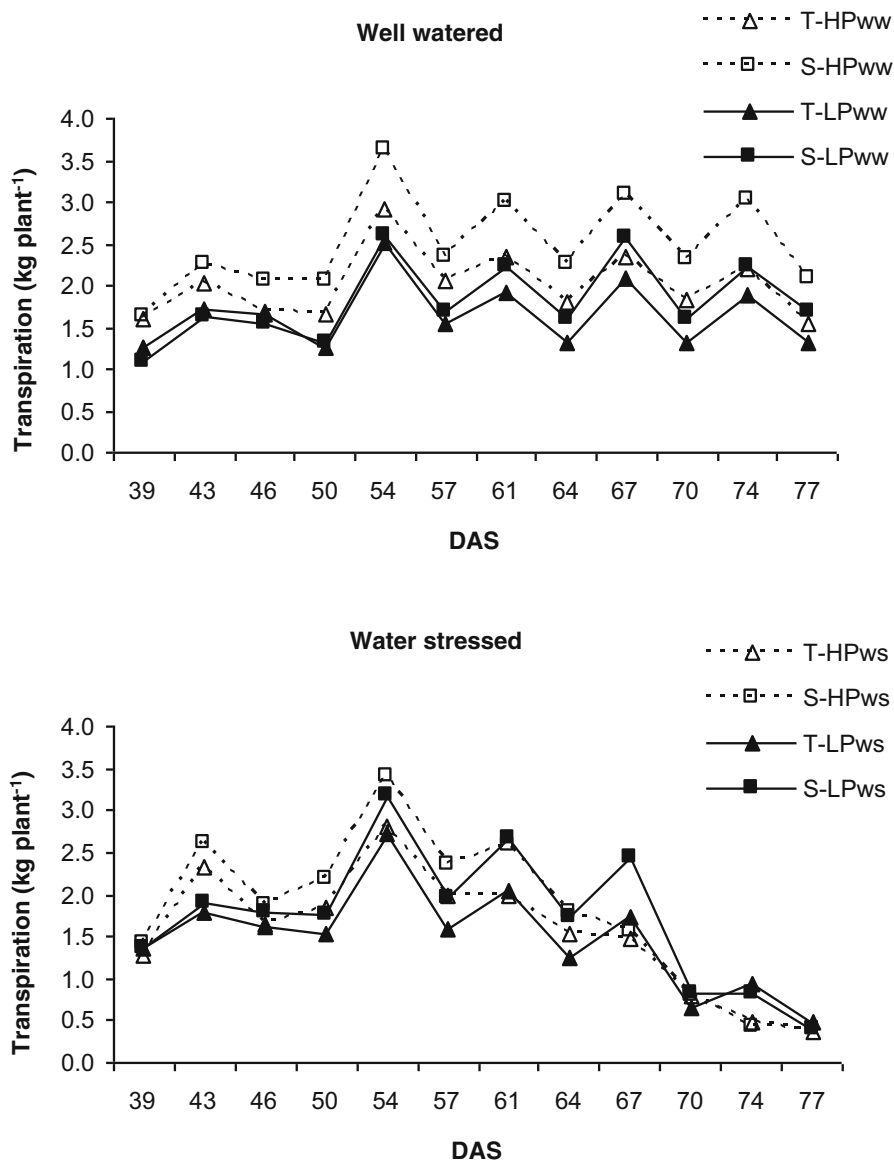 Well watered
T-HPww
S-HPww
T-LPww
S-LPww
Transpiration (kg plant⁻¹)
4.0
3.5
3.0
2.5
2.0
1.5
1.0
0.5
0.0
39 43 46 50 54 57 61 64 67 70 74 77
DAS
Water stressed
T-HPws
S-HPws
T-LPws
S-LPws
Transpiration (kg plant⁻¹)
4.0
3.5
3.0
2.5
2.0
1.5
1.0
0.5
0.0
39 43 46 50 54 57 61 64 67 70 74 77
DAS